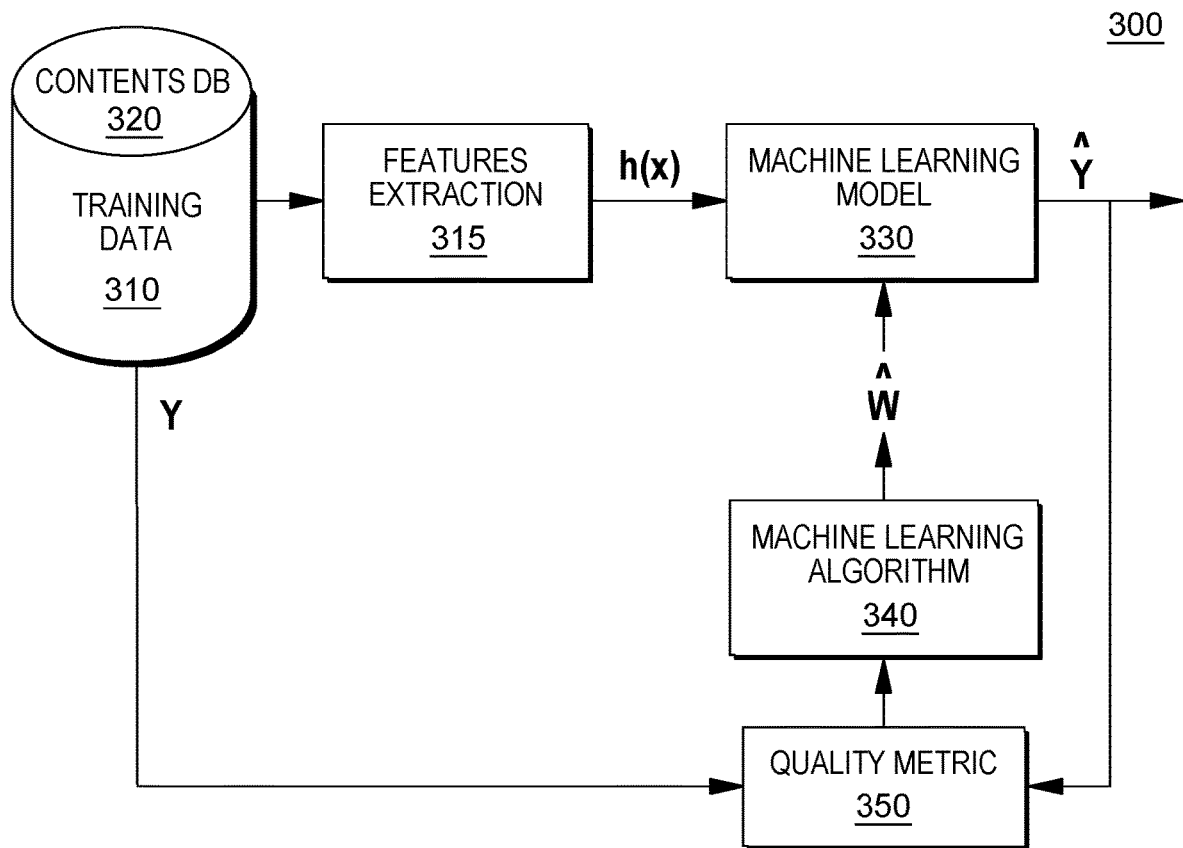 300
CONTENTS DB
320
TRAINING
DATA
310
FEATURES
EXTRACTION
315
h(x)
MACHINE LEARNING
MODEL
330
^
Y
Y
^
W
MACHINE LEARNING
ALGORITHM
340
QUALITY METRIC
350